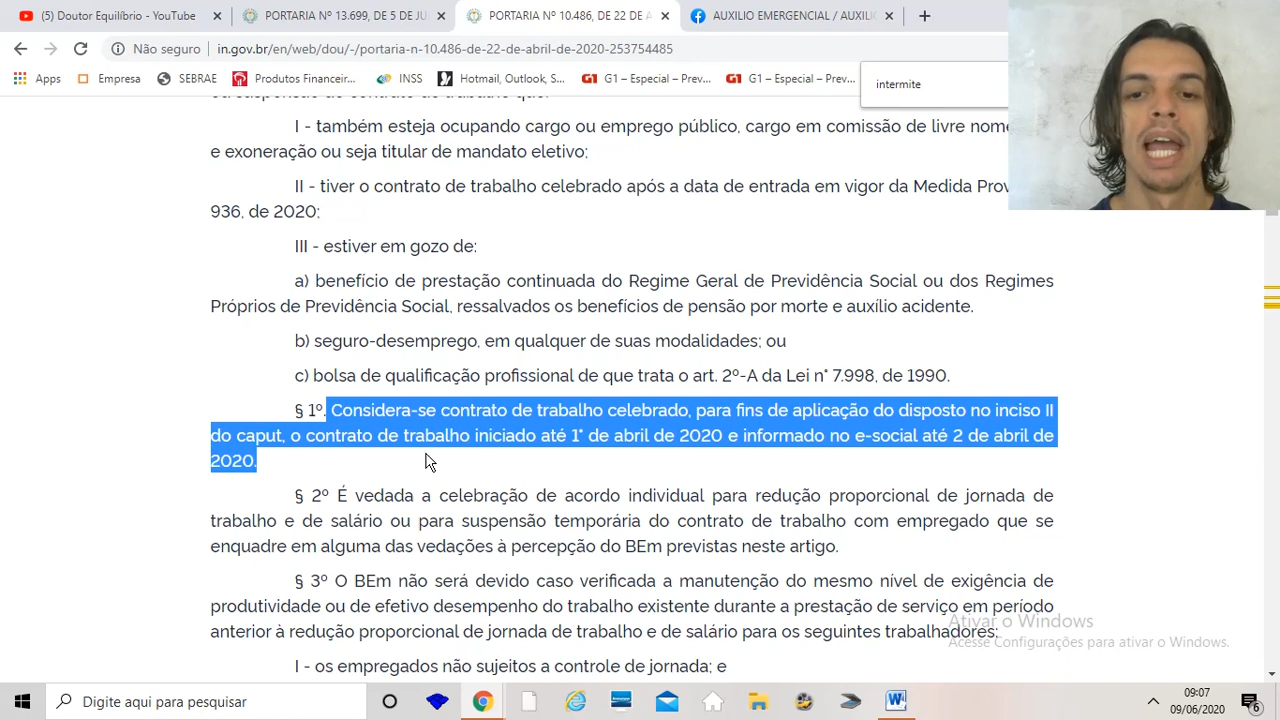 (5) Doutor Equilíbrio - YouTube
PORTARIA Nº 13.699, DE 5 DE JU
PORTARIA Nº 10.486, DE 22 DE A
AUXILIO EMERGENCIAL / AUXILI
Não seguro
in.gov.br/en/web/dou/-/portaria-n-10.486-de-22-de-abril-de-2020-253754485
Apps
Empresa
SEBRAE
Produtos Financeir...
INSS
Hotmail, Outlook, S...
G1 – Especial – Prev...
G1 – Especial – Prev...
intermite
I - também esteja ocupando cargo ou emprego público, cargo em comissão de livre nom
e exoneração ou seja titular de mandato eletivo;
II - tiver o contrato de trabalho celebrado após a data de entrada em vigor da Medida Prov
936, de 2020;
III - estiver em gozo de:
a) benefício de prestação continuada do Regime Geral de Previdência Social ou dos Regimes
Próprios de Previdência Social, ressalvados os benefícios de pensão por morte e auxílio acidente.
b) seguro-desemprego, em qualquer de suas modalidades; ou
c) bolsa de qualificação profissional de que trata o art. 2º-A da Lei n° 7.998, de 1990.
§ 1º. Considera-se contrato de trabalho celebrado, para fins de aplicação do disposto no inciso II
do caput, o contrato de trabalho iniciado até 1° de abril de 2020 e informado no e-social até 2 de abril de
2020.
§ 2º É vedada a celebração de acordo individual para redução proporcional de jornada de
trabalho e de salário ou para suspensão temporária do contrato de trabalho com empregado que se
enquadre em alguma das vedações à percepção do BEm previstas neste artigo.
§ 3º O BEm não será devido caso verificada a manutenção do mesmo nível de exigência de
produtividade ou de efetivo desempenho do trabalho existente durante a prestação de serviço em período
anterior à redução proporcional de jornada de trabalho e de salário para os seguintes trabalhadores:
I - os empregados não sujeitos a controle de jornada; e
Ativar o Windows
Acesse Configurações para ativar o Windows.
Digite aqui para pesquisar
09:07
09/06/2020
6